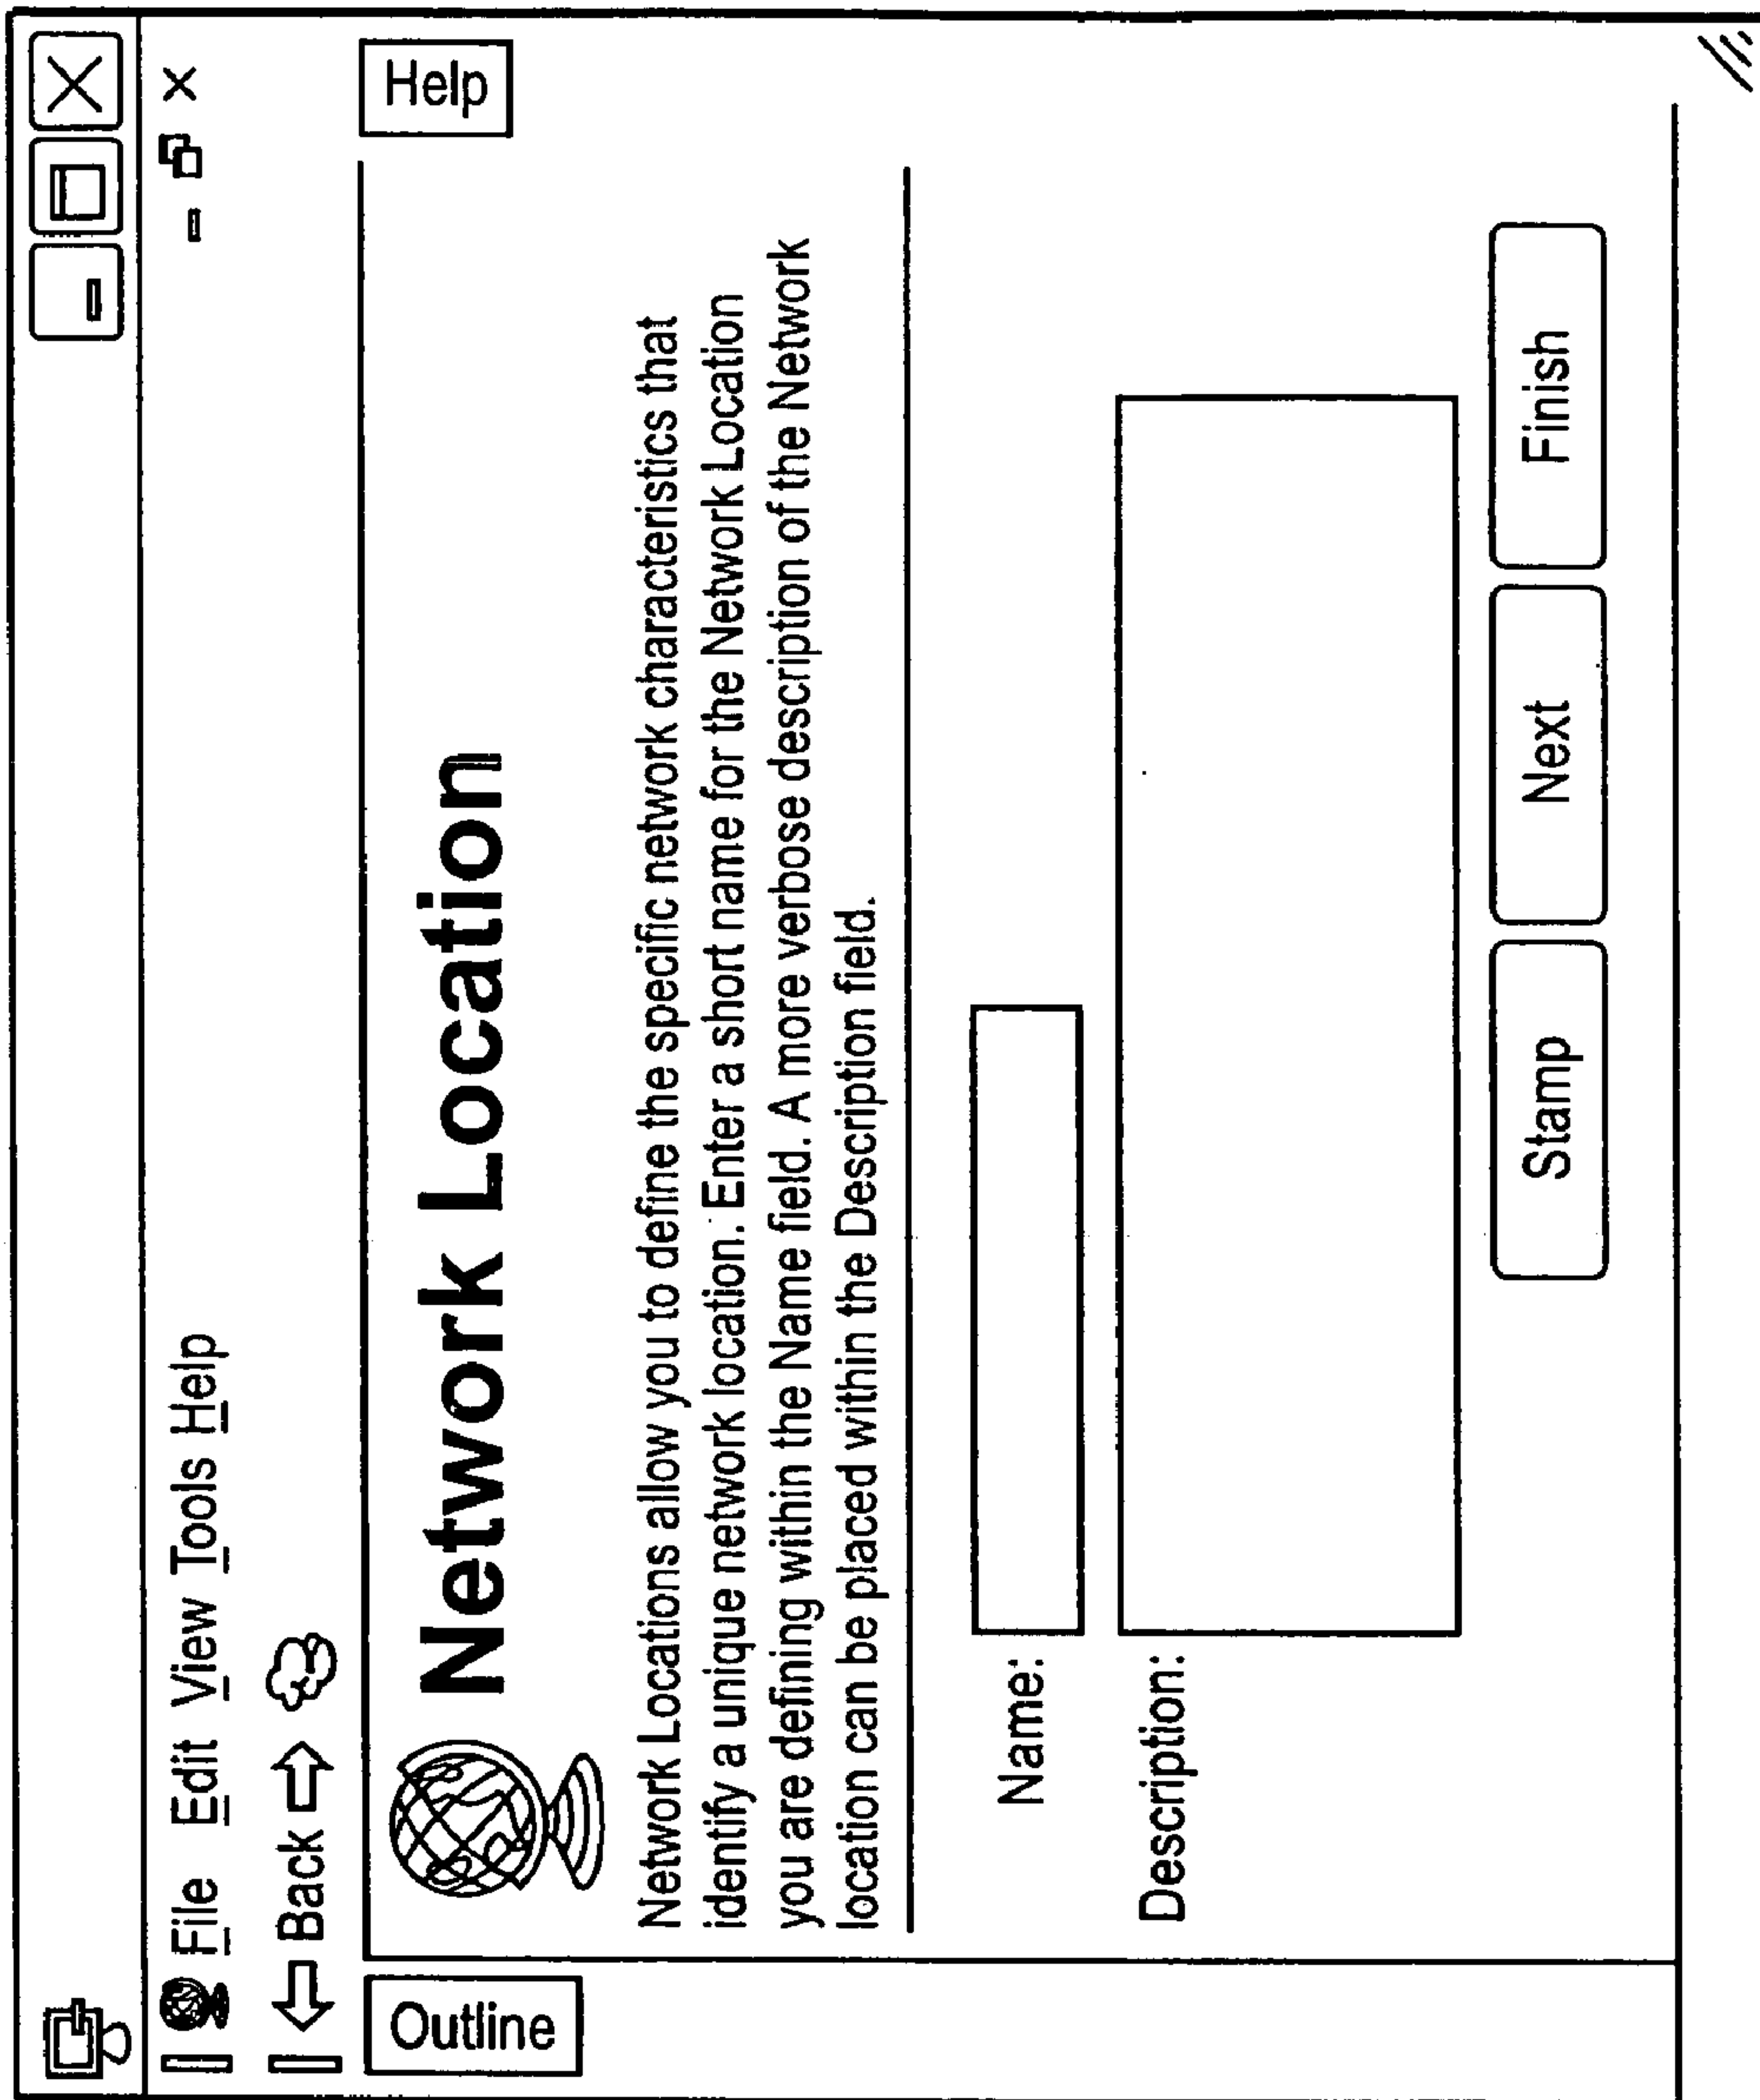 File Edit View Tools Help
Back
Outline
Help
Network Location
Network Locations allow you to define the specific network characteristics that
identify a unique network location. Enter a short name for the Network Location
you are defining within the Name field. A more verbose description of the Network
location can be placed within the Description field.
Name:
Description:
Stamp Next Finish